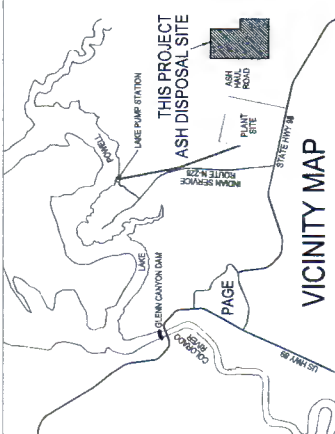 THIS PROJECT
ASH DISPOSAL SITE
LAKE PUMP STATION
POWELL
ASH
HAUL
ROAD
PLANT
SITE
INDIAN SERVICE
ROUTE N-22B
STATE HWY 98
LAKE
GLENN CANYON DAM
PAGE
COLORADO
RIVER
US HWY 89
VICINITY MAP